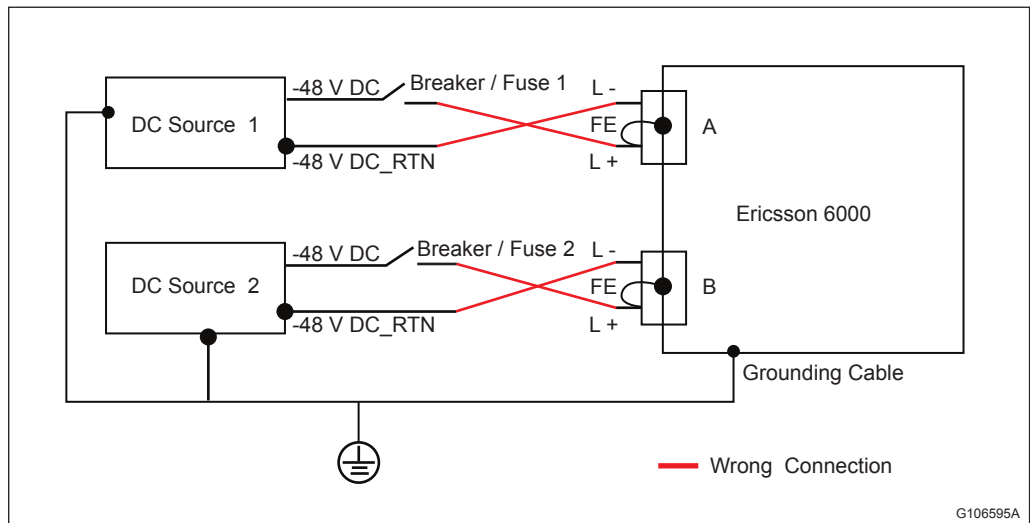 -48 V DC
Breaker / Fuse 1
L -
DC Source 1
FE
A
-48 V DC_RTN
L +
Ericsson 6000
-48 V DC
Breaker / Fuse 2
L -
DC Source 2
FE
B
-48 V DC_RTN
L +
Grounding Cable
Wrong Connection
G106595A